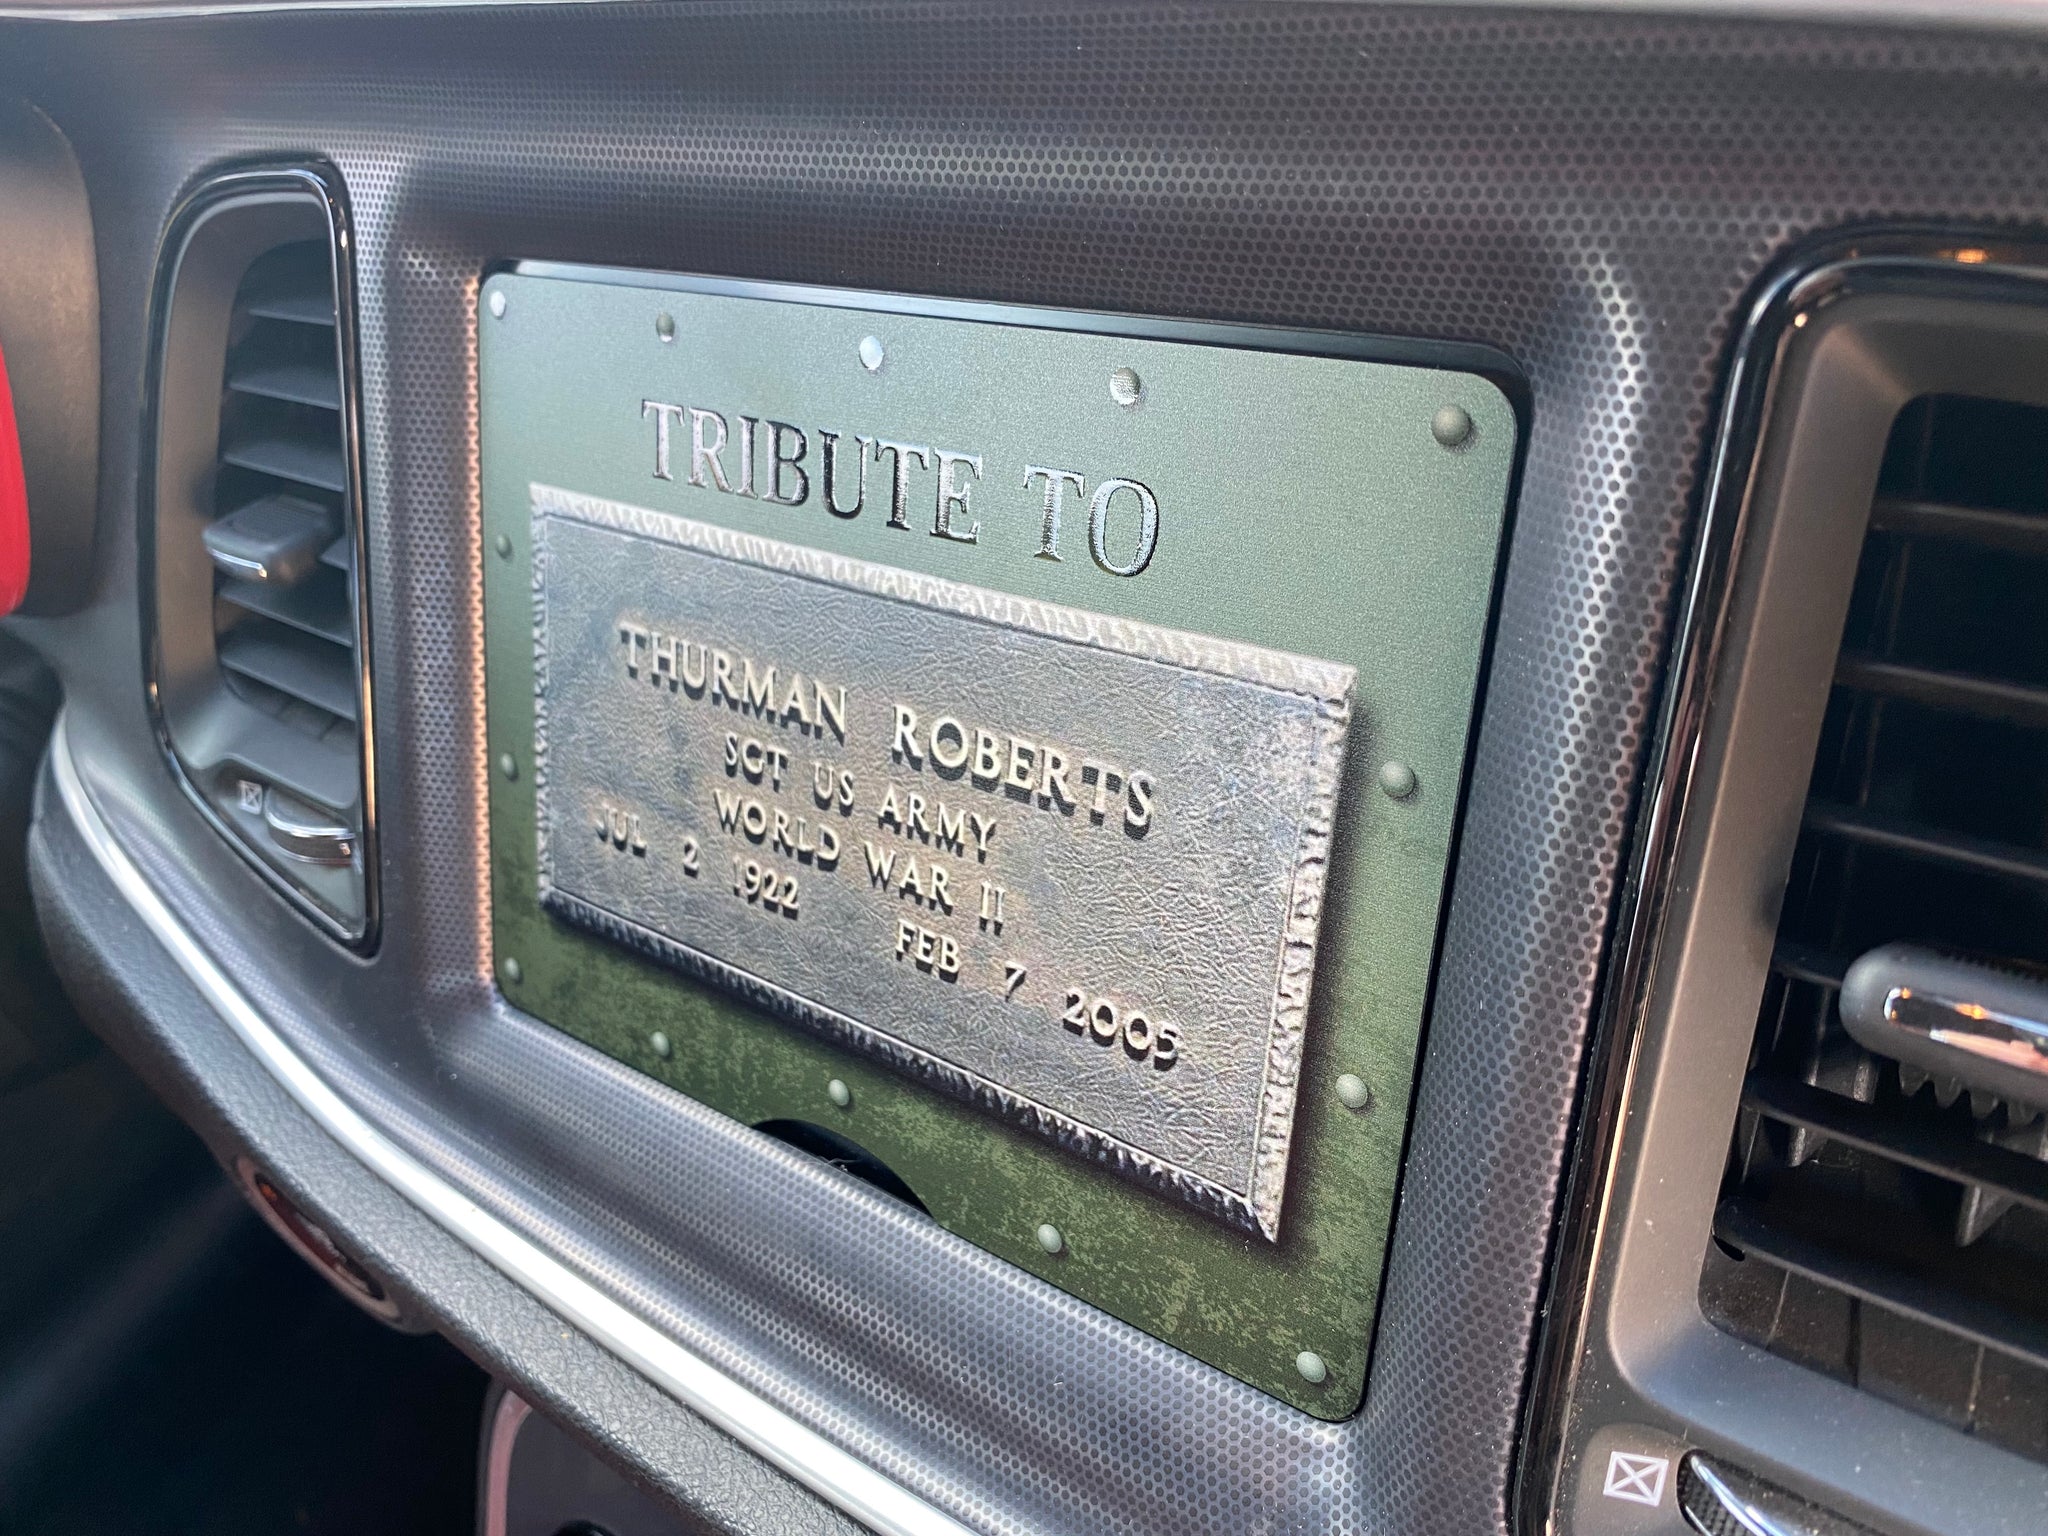 TRIBUTE TO
THURMAN ROBERTS
SGT US ARMY
WORLD WAR II
JUL 2 1922 FEB 7 2005